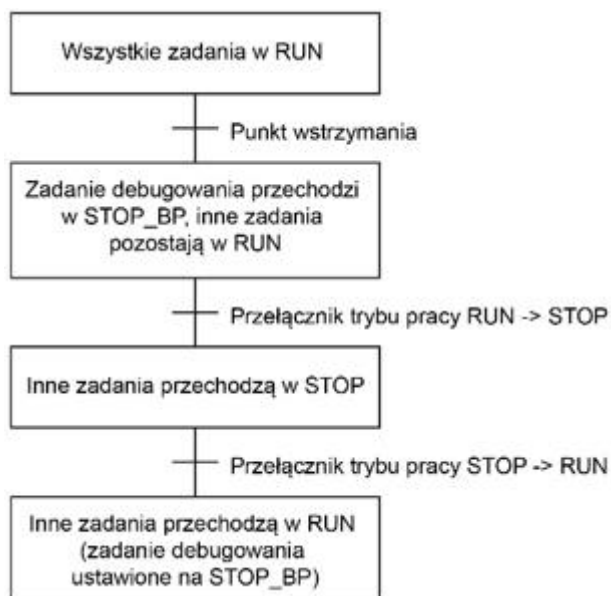 Wszystkie zadania w RUN
Punkt wstrzymania
Zadanie debugowania przechodzi
w STOP_BP, inne zadania
pozostają w RUN
Przełącznik trybu pracy RUN -> STOP
Inne zadania przechodzą w STOP
Przełącznik trybu pracy STOP -> RUN
Inne zadania przechodzą w RUN
(zadanie debugowania
ustawione na STOP_BP)